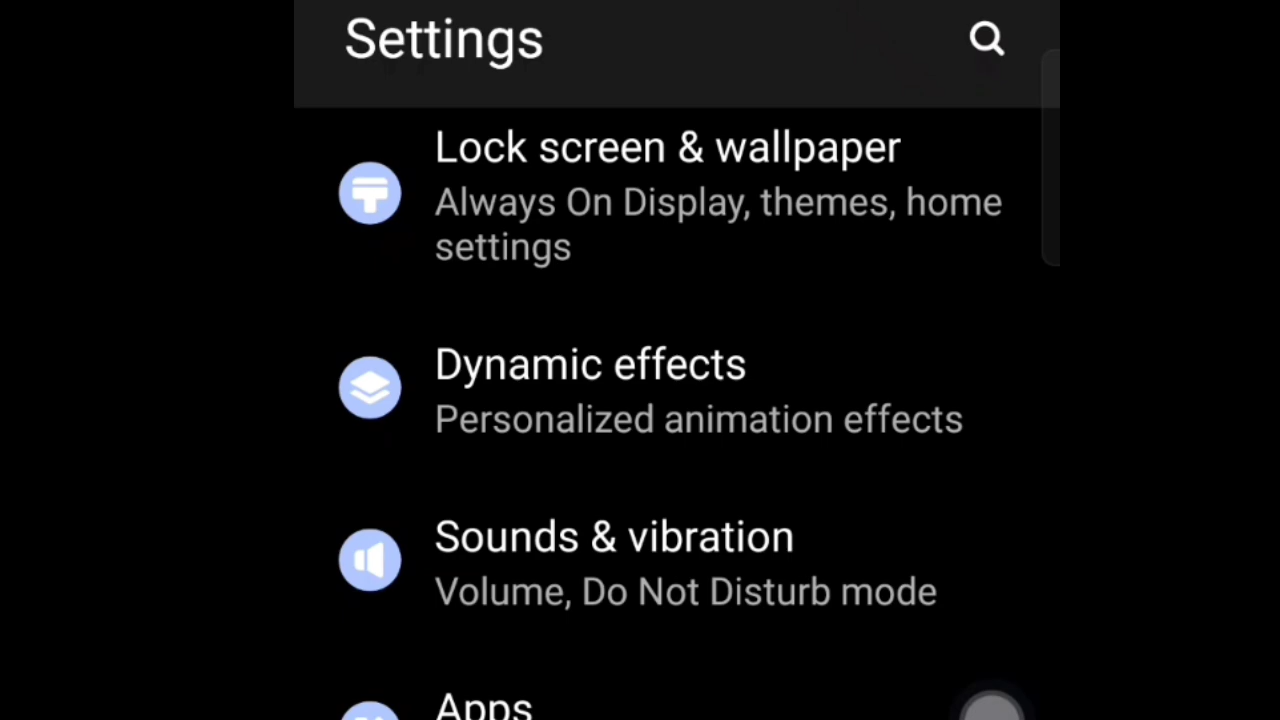 Settings
Lock screen & wallpaper
Always On Display, themes, home
settings
Dynamic effects
Personalized animation effects
Sounds & vibration
Volume, Do Not Disturb mode
Apps